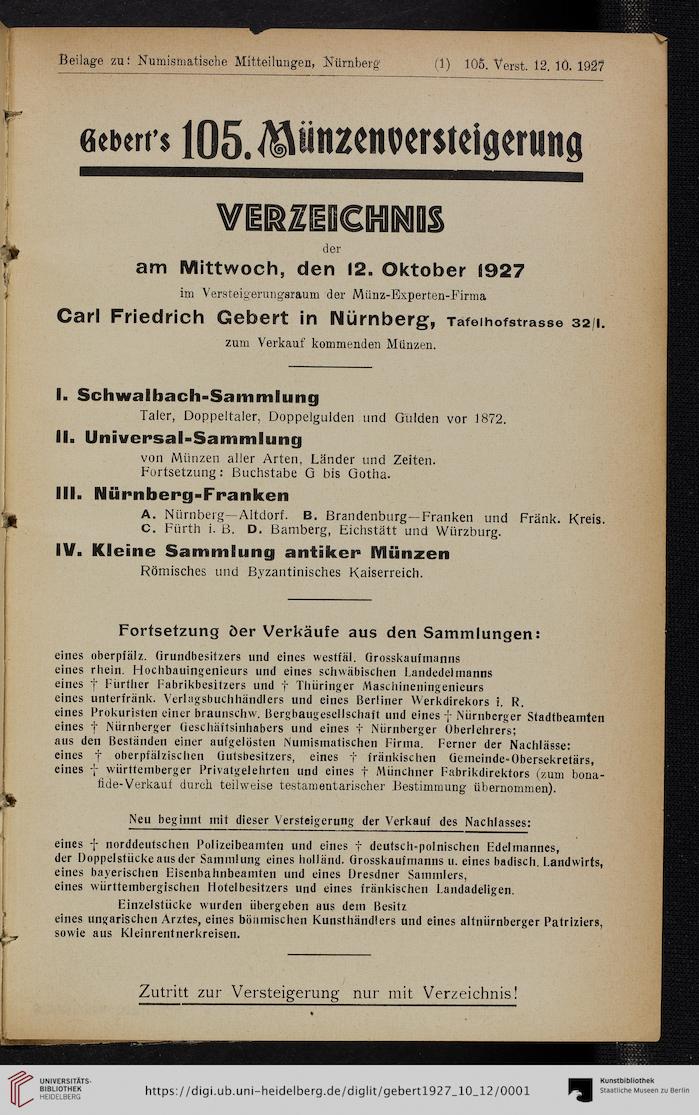 Beilage zu: Numismatische Mitteilungen, Nürnberg (1) 105. Verst. 12. 10. 1927
Gebert's 105. Münzenversteigerung
VERZEICHNIS
der
am Mittwoch, den 12. Oktober 1927
im Versteigerungsraum der Münz-Experten-Firma
Carl Friedrich Gebert in Nürnberg, Tafelhofstrasse 32/I.
zum Verkauf kommenden Münzen.
I. Schwalbach-Sammlung
Taler, Doppeltaler, Doppelgulden und Gulden vor 1872.
II. Universal-Sammlung
von Münzen aller Arten, Länder und Zeiten.
Fortsetzung: Buchstabe G bis Gotha.
III. Nürnberg-Franken
A. Nürnberg—Altdorf. B. Brandenburg—Franken und Fränk. Kreis.
C. Fürth i. B. D. Bamberg, Eichstätt und Würzburg.
IV. Kleine Sammlung antiker Münzen
Römisches und Byzantinisches Kaiserreich.
Fortsetzung der Verkäufe aus den Sammlungen:
eines oberpfälz. Grundbesitzers und eines westfäl. Grosskaufmanns
eines rhein. Hochbauingenieurs und eines schwäbischen Landedelmanns
eines † Fürther Fabrikbesitzers und † Thüringer Maschineningenieurs
eines unterfränk. Verlagsbuchhändlers und eines Berliner Werkdirekors i. R.
eines Prokuristen einer braunschw. Bergbaugesellschaft und eines † Nürnberger Stadtbeamten
eines † Nürnberger Geschäftsinhabers und eines † Nürnberger Oberlehrers;
aus den Beständen einer aufgelösten Numismatischen Firma. Ferner der Nachlässe:
eines † oberpfälzischen Gutsbesitzers, eines † fränkischen Gemeinde-Obersekretärs,
eines † württemberger Privatgelehrten und eines † Münchner Fabrikdirektors (zum bona-
fide-Verkauf durch teilweise testamentarischer Bestimmung übernommen).
Neu beginnt mit dieser Versteigerung der Verkauf des Nachlasses:
eines † norddeutschen Polizeibeamten und eines † deutsch-polnischen Edelmannes,
der Doppelstücke aus der Sammlung eines holländ. Grosskaufmanns u. eines badisch. Landwirts,
eines bayerischen Eisenbahnbeamten und eines Dresdner Sammlers,
eines württembergischen Hotelbesitzers und eines fränkischen Landadeligen.
Einzelstücke wurden übergeben aus dem Besitz
eines ungarischen Arztes, eines böhmischen Kunsthändlers und eines altnürnberger Patriziers,
sowie aus Kleinrentnerkreisen.
Zutritt zur Versteigerung nur mit Verzeichnis!
UNIVERSITÄTS-
BIBLIOTHEK
HEIDELBERG
https://digi.ub.uni-heidelberg.de/diglit/gebert1927_10_12/0001
Kunstbibliothek
Staatliche Museen zu Berlin